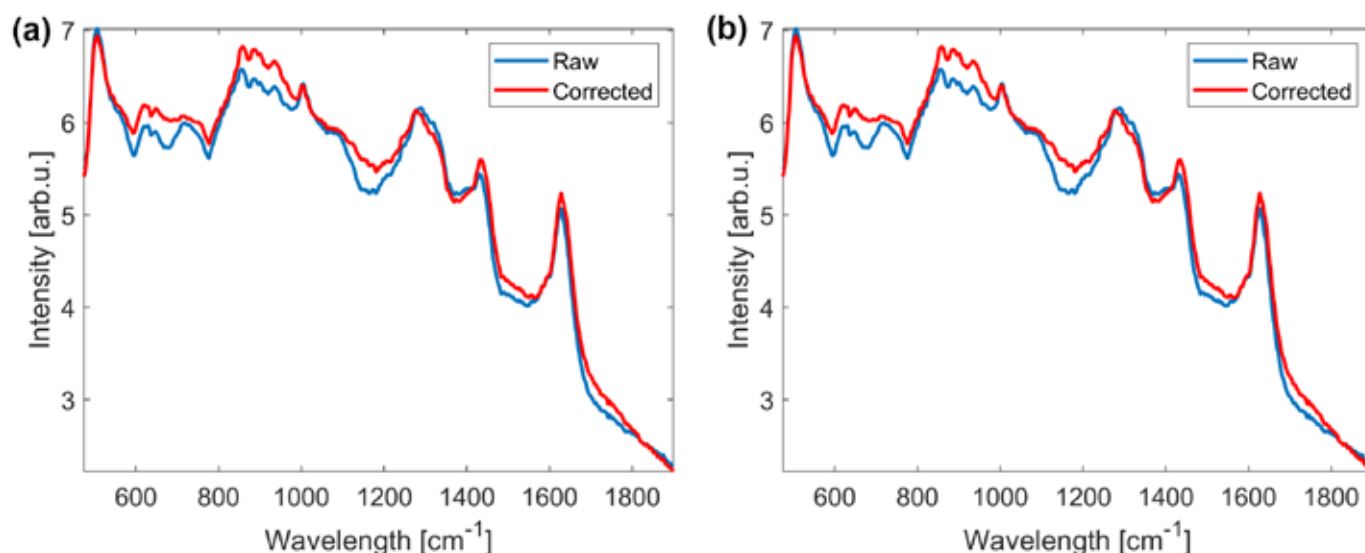 (a)
7
6
5
4
3
Intensity [arb.u.]
Raw
Corrected
600 800 1000 1200 1400 1600 1800
Wavelength [cm⁻¹]
(b)
7
6
5
4
3
Intensity [arb.u.]
Raw
Corrected
600 800 1000 1200 1400 1600 1800
Wavelength [cm⁻¹]